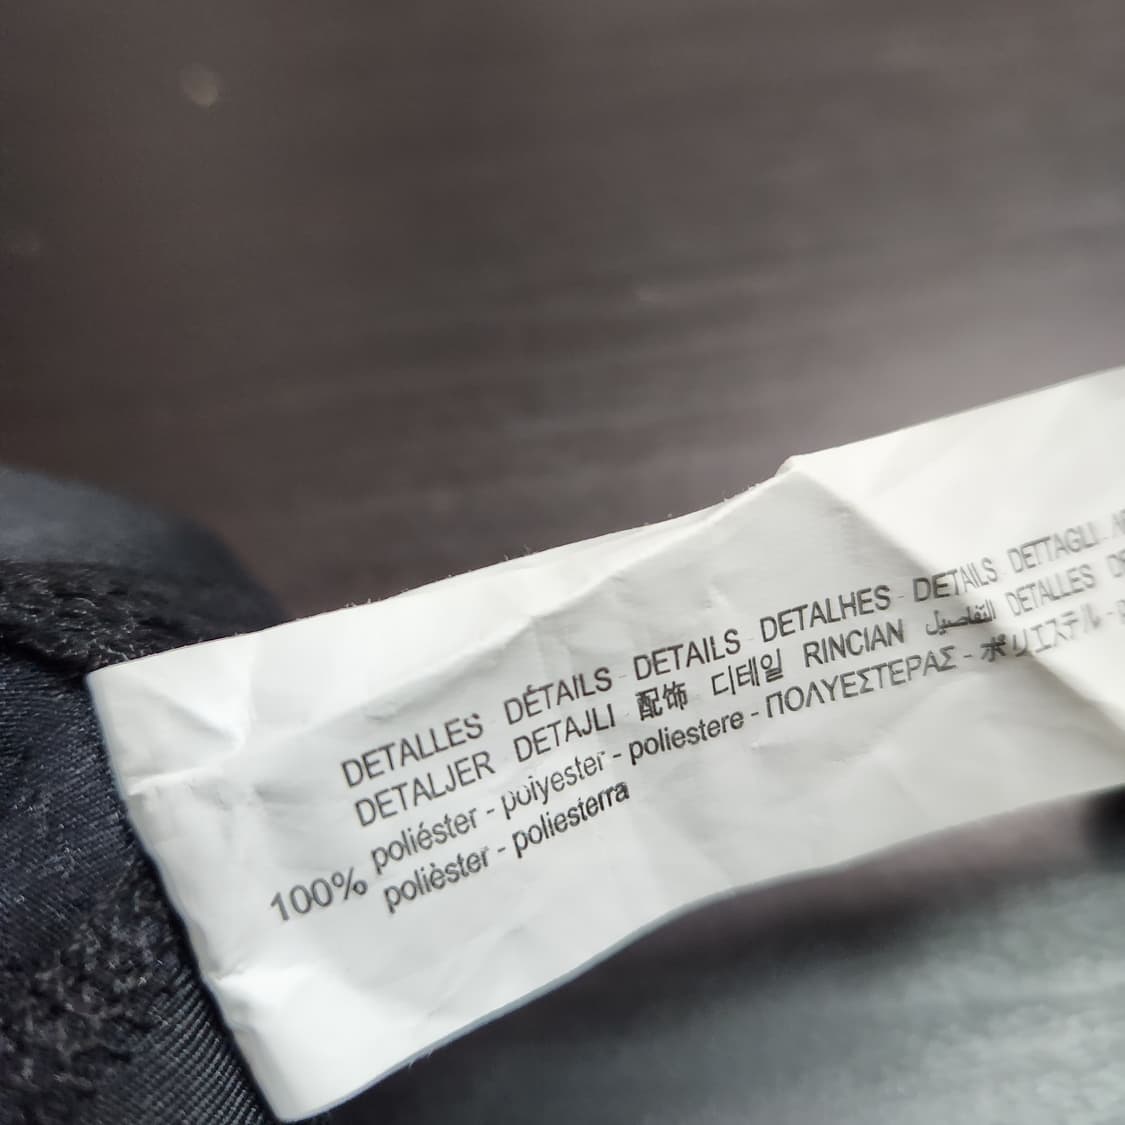 DETALLES DÉTAILS DETAILS DETALHES - DETAILS DETTAGLI
DETALJER DETAJLI 配饰 디테일 RINCIAN التفاصيل DETALLES
100% poliéster - polyester - poliestere - ΠΟΛΥΕΣΤΕΡΑΣ - ポリエステル -
polièster - poliesterra